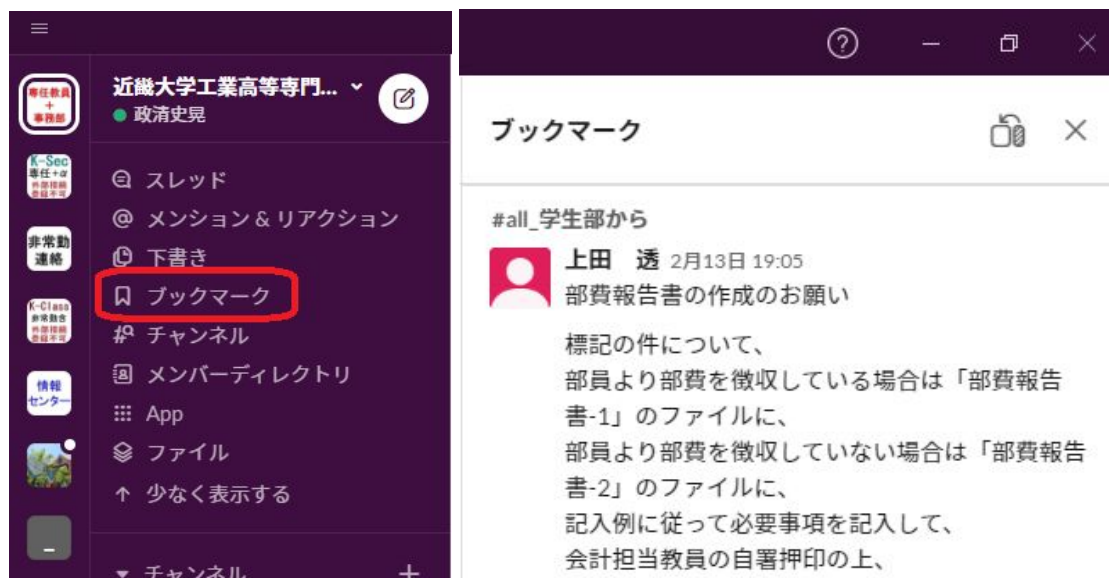 専任教員
+
事務部
K-Sec
専任+α
外部接続
登録不可
非常勤
連絡
K-Class
非常勤含
外部接続
登録不可
情報
センター
近畿大学工業高等専門...
政清史晃
スレッド
@ メンション & リアクション
下書き
ブックマーク
チャンネル
メンバーディレクトリ
App
ファイル
↑ 少なく表示する
チャンネル +
ブックマーク
#all_学生部から
上田 透 2月13日 19:05
部費報告書の作成のお願い
標記の件について、
部員より部費を徴収している場合は「部費報告
書-1」のファイルに、
部員より部費を徴収していない場合は「部費報告
書-2」のファイルに、
記入例に従って必要事項を記入して、
会計担当教員の自署押印の上、